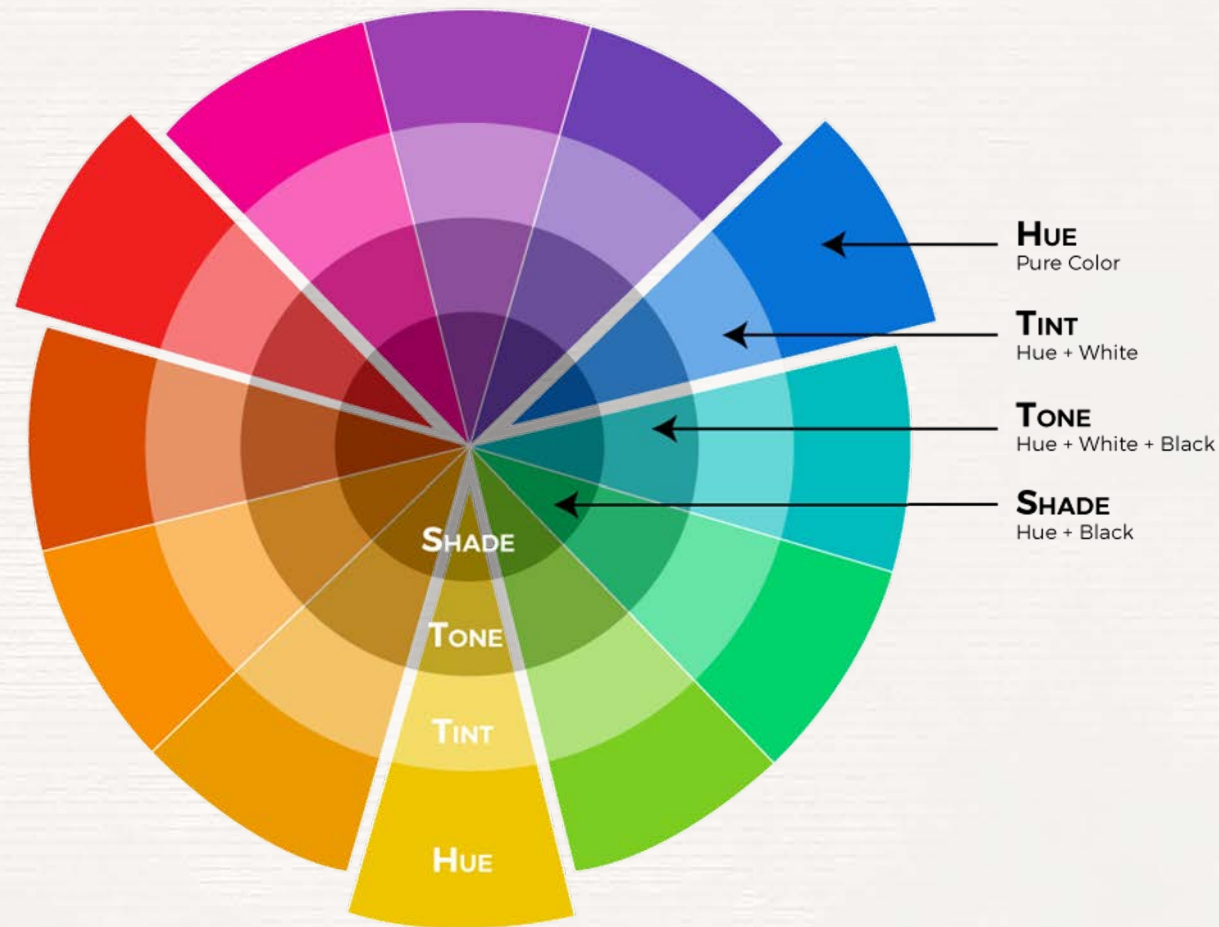 HUE
Pure Color
TINT
Hue + White
TONE
Hue + White + Black
SHADE
Hue + Black
SHADE
TONE
TINT
HUE